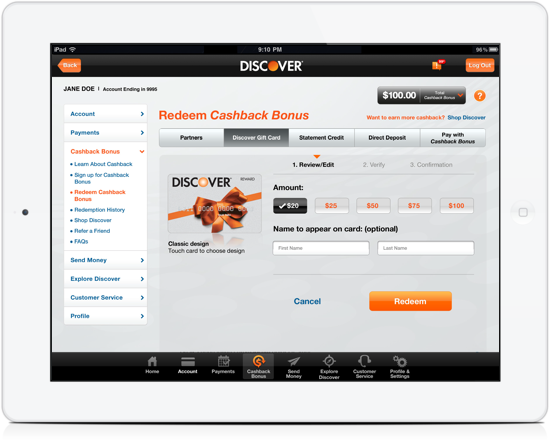 iPad 9:10 PM 96%
Back DISCOVER Log Out
JANE DOE | Account Ending in 9995
$100.00 Total Cashback Bonus
?
Redeem Cashback Bonus
Want to earn more cashback? Shop Discover
Account
Payments
Cashback Bonus
• Learn About Cashback
• Sign up for Cashback
Bonus
• Redeem Cashback
Bonus
• Redemption History
• Shop Discover
• Refer a Friend
• FAQs
Send Money
Explore Discover
Customer Service
Profile
Partners
Discover Gift Card
Statement Credit
Direct Deposit
Pay with
Cashback Bonus
1. Review/Edit
2. Verify
3. Confirmation
DISCOVER REWARD
Classic design
Touch card to choose design
Amount:
$20 $25 $50 $75 $100
Name to appear on card: (optional)
First Name
Last Name
Cancel
Redeem
Home
Account
Payments
Cashback
Bonus
Send
Money
Explore
Discover
Customer
Service
Profile &
Settings